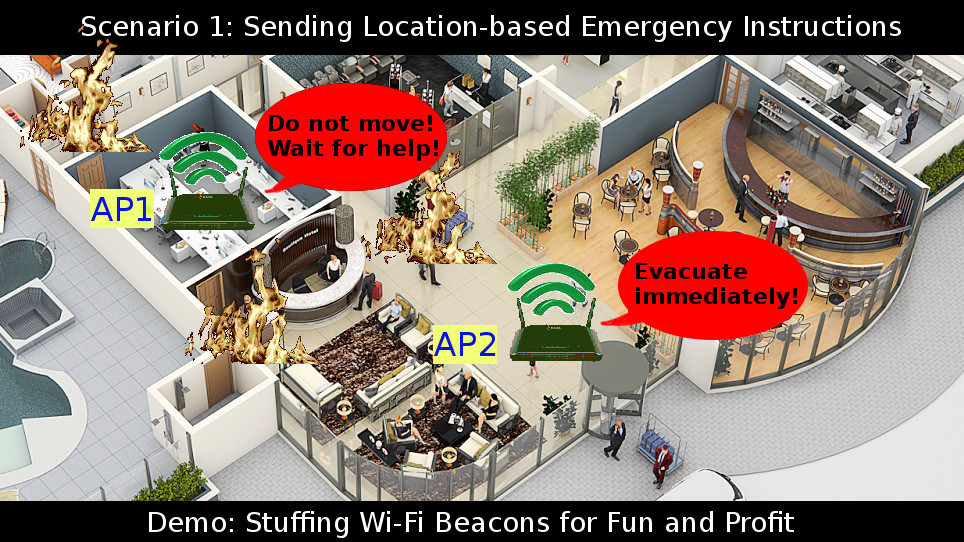 Scenario 1: Sending Location-based Emergency Instructions
Do not move!
Wait for help!
AP1
AP2
Evacuate
immediately!
Demo: Stuffing Wi-Fi Beacons for Fun and Profit